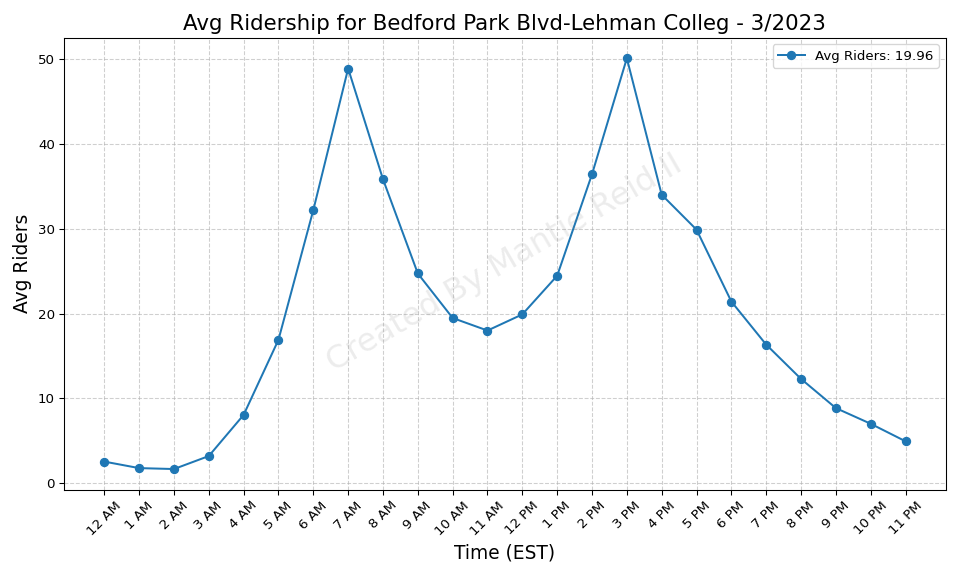 Avg Ridership for Bedford Park Blvd-Lehman Colleg - 3/2023
Avg Riders: 19.96
50
40
30
20
10
0
Avg Riders
Created By Mantie Reid II
12 AM
1 AM
2 AM
3 AM
4 AM
5 AM
6 AM
7 AM
8 AM
9 AM
10 AM
11 AM
12 PM
1 PM
2 PM
3 PM
4 PM
5 PM
6 PM
7 PM
8 PM
9 PM
10 PM
11 PM
Time (EST)